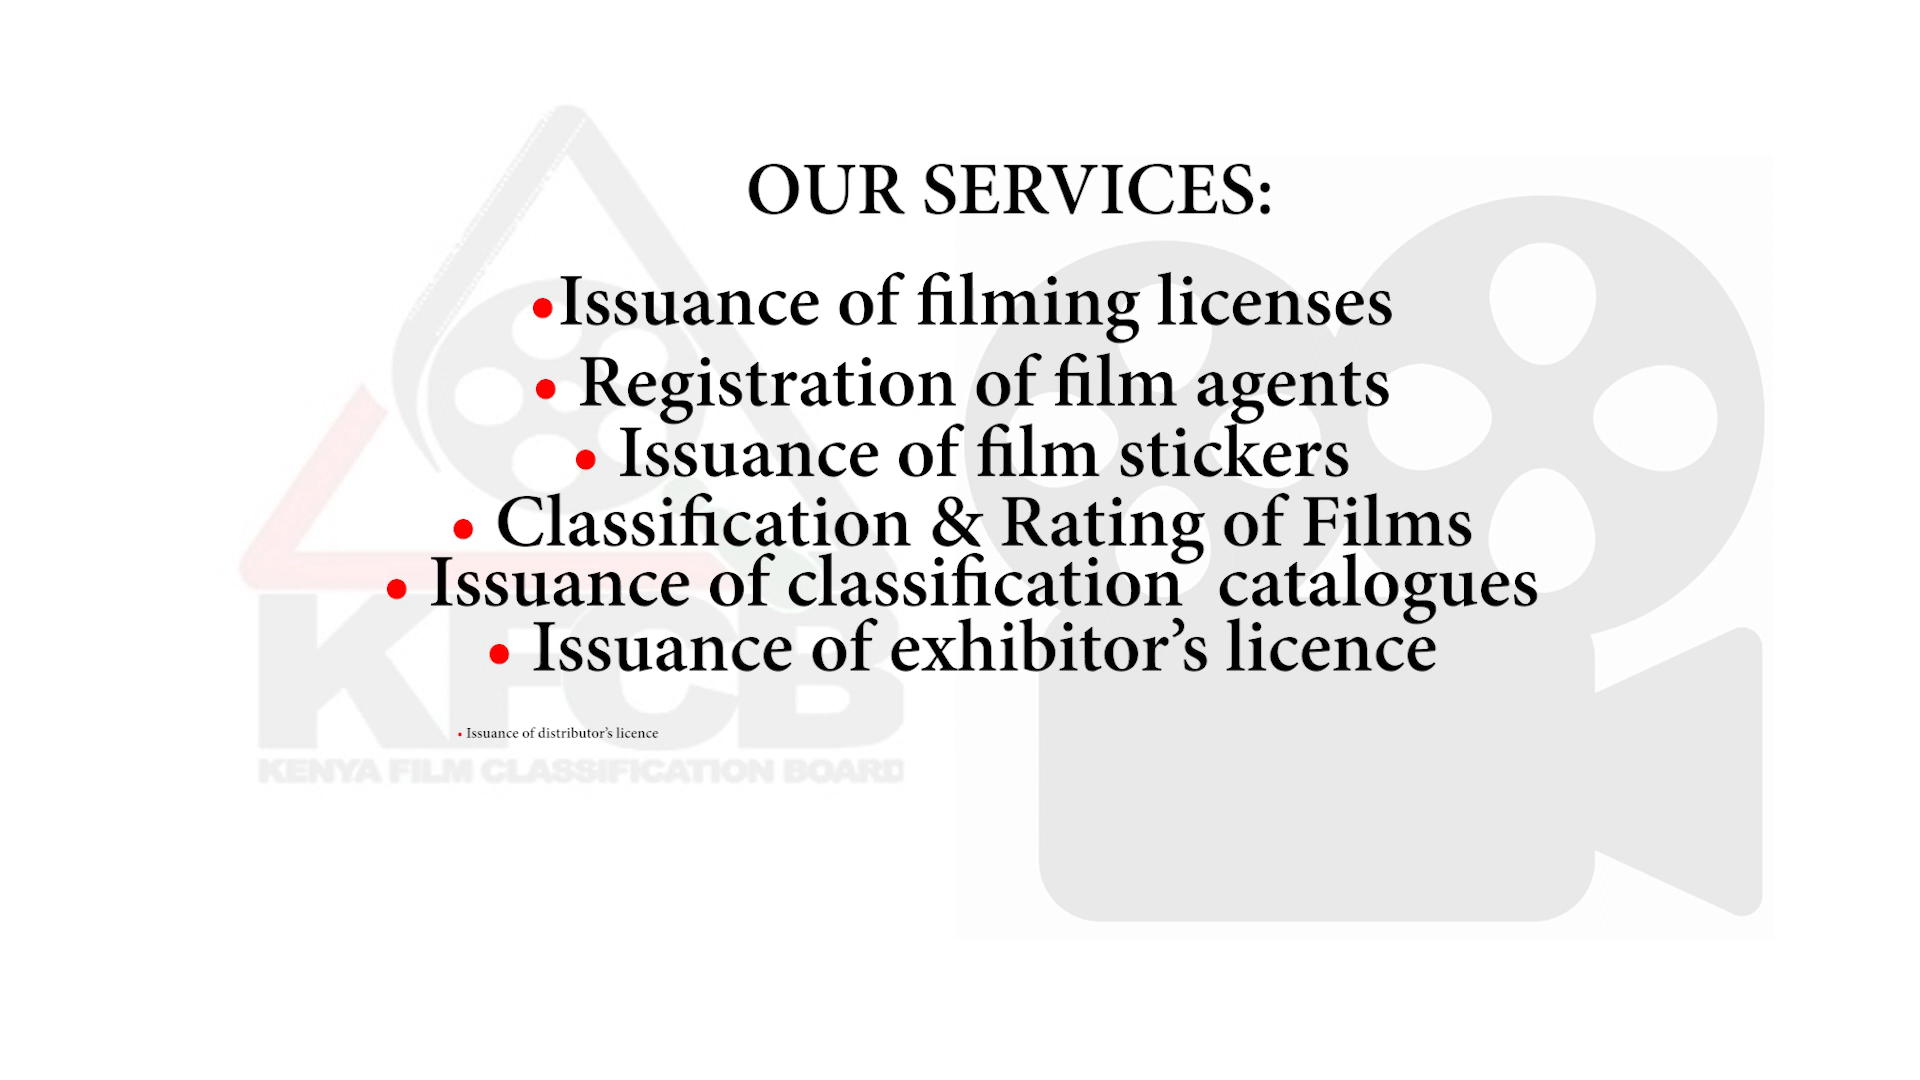 OUR SERVICES:
•Issuance of filming licenses
• Registration of film agents
• Issuance of film stickers
• Classification & Rating of Films
• Issuance of classification  catalogues
• Issuance of exhibitor’s licence
• Issuance of distributor’s licence
KFCB
KENYA FILM CLASSIFICATION BOARD